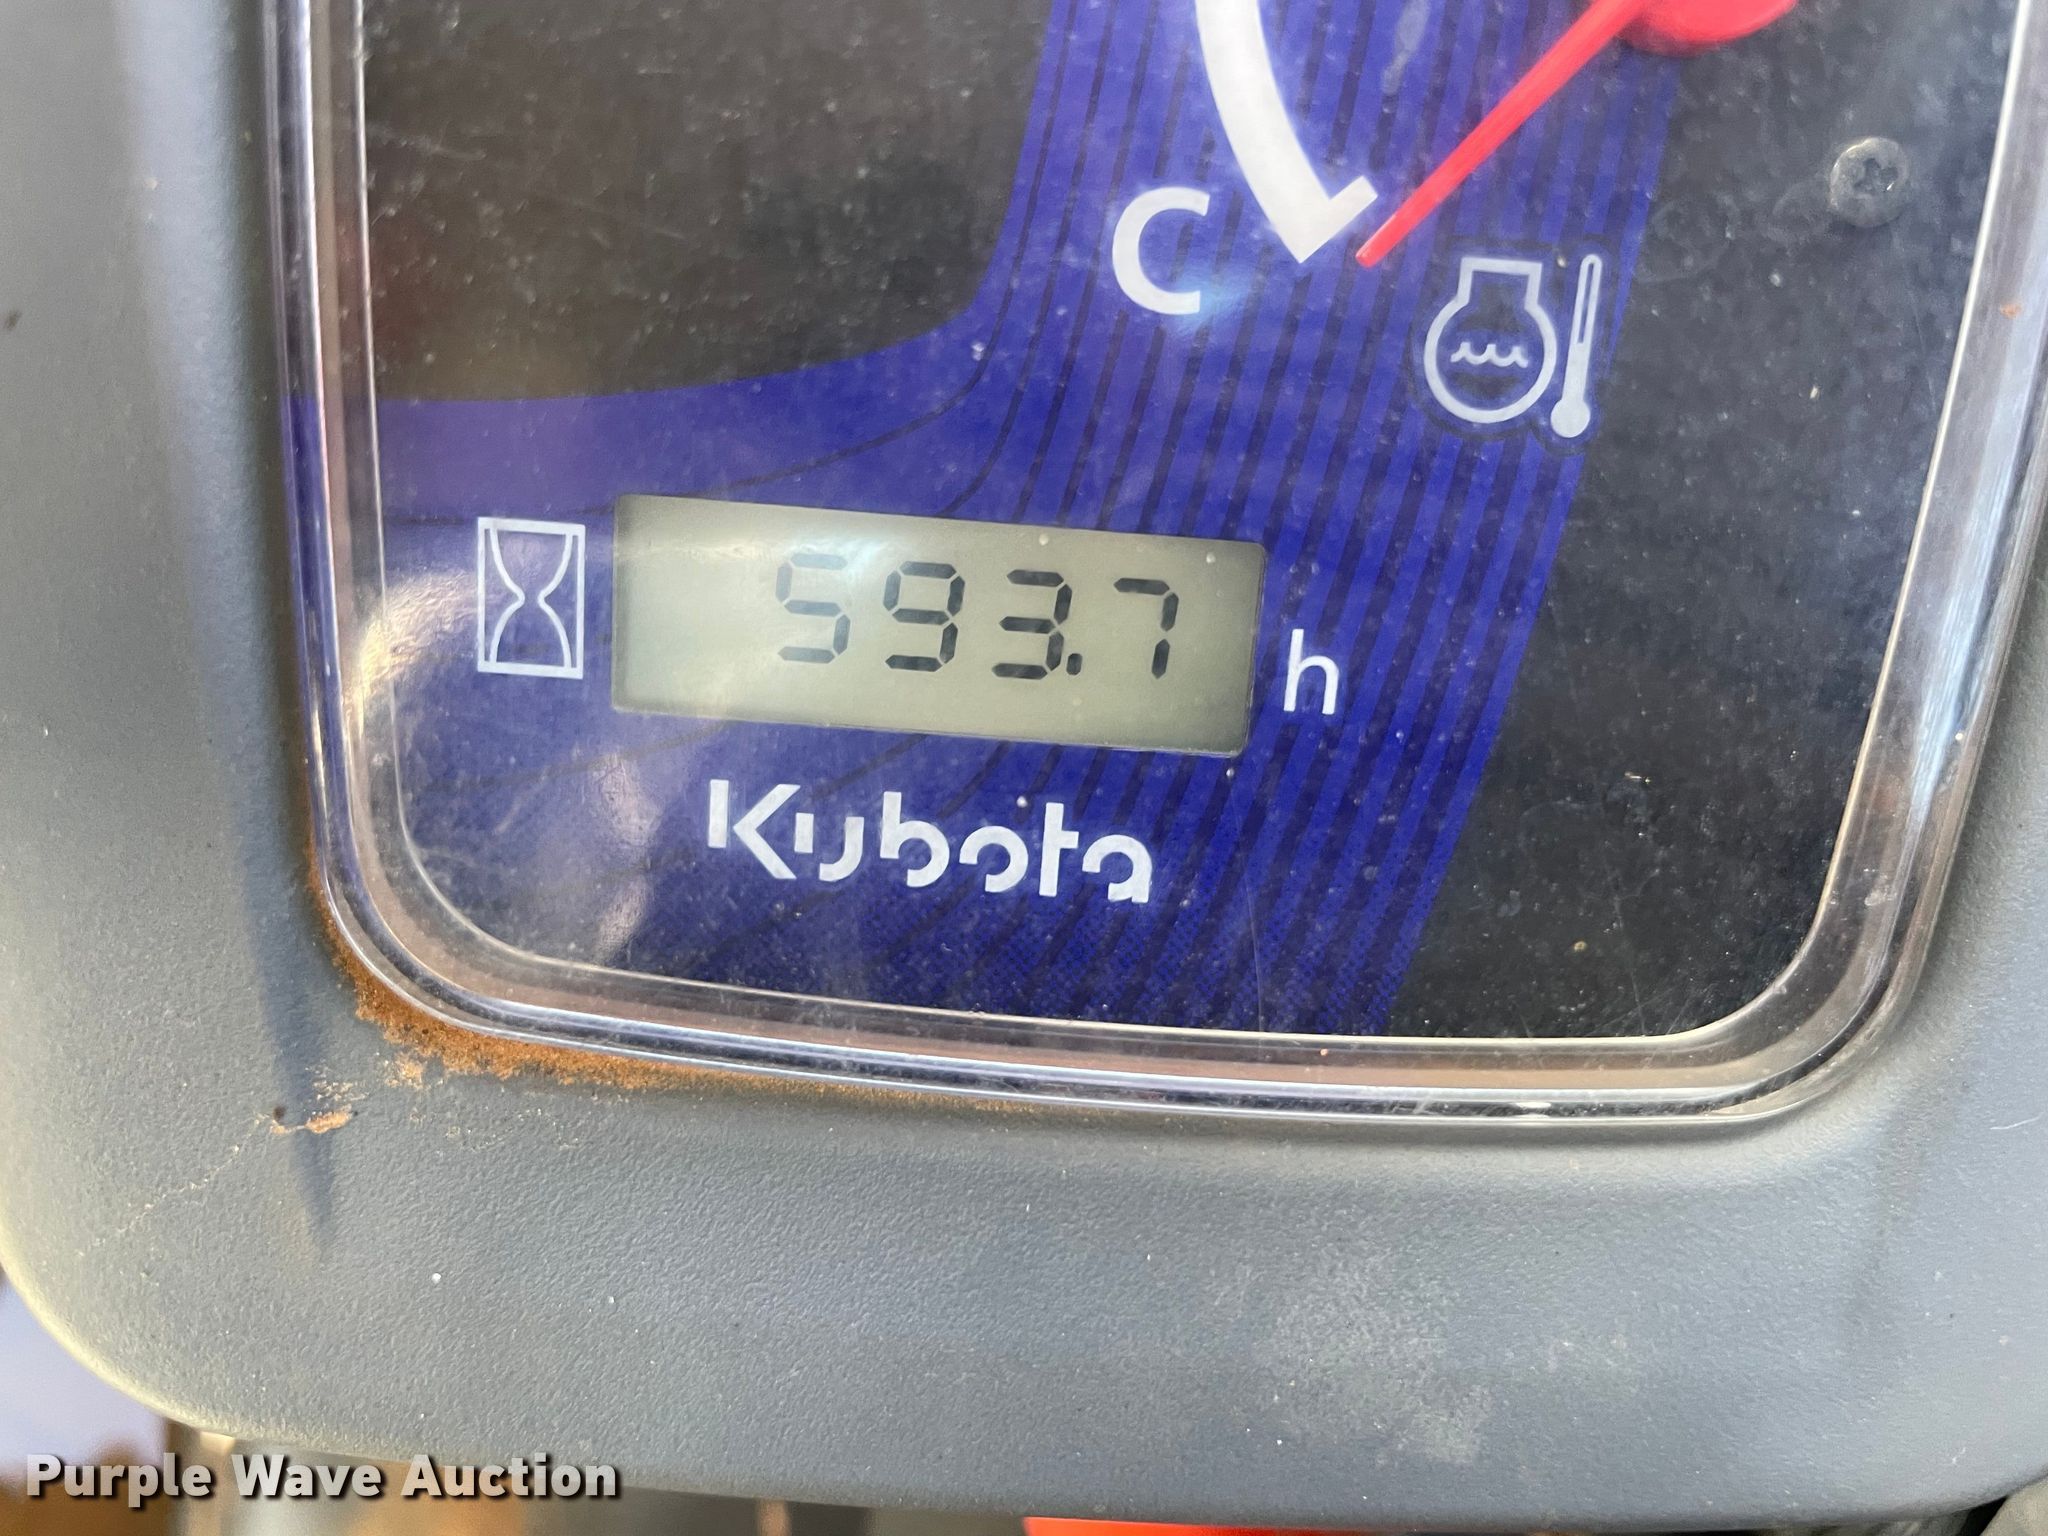 C
593.7 h
Kubota
Purple Wave Auction